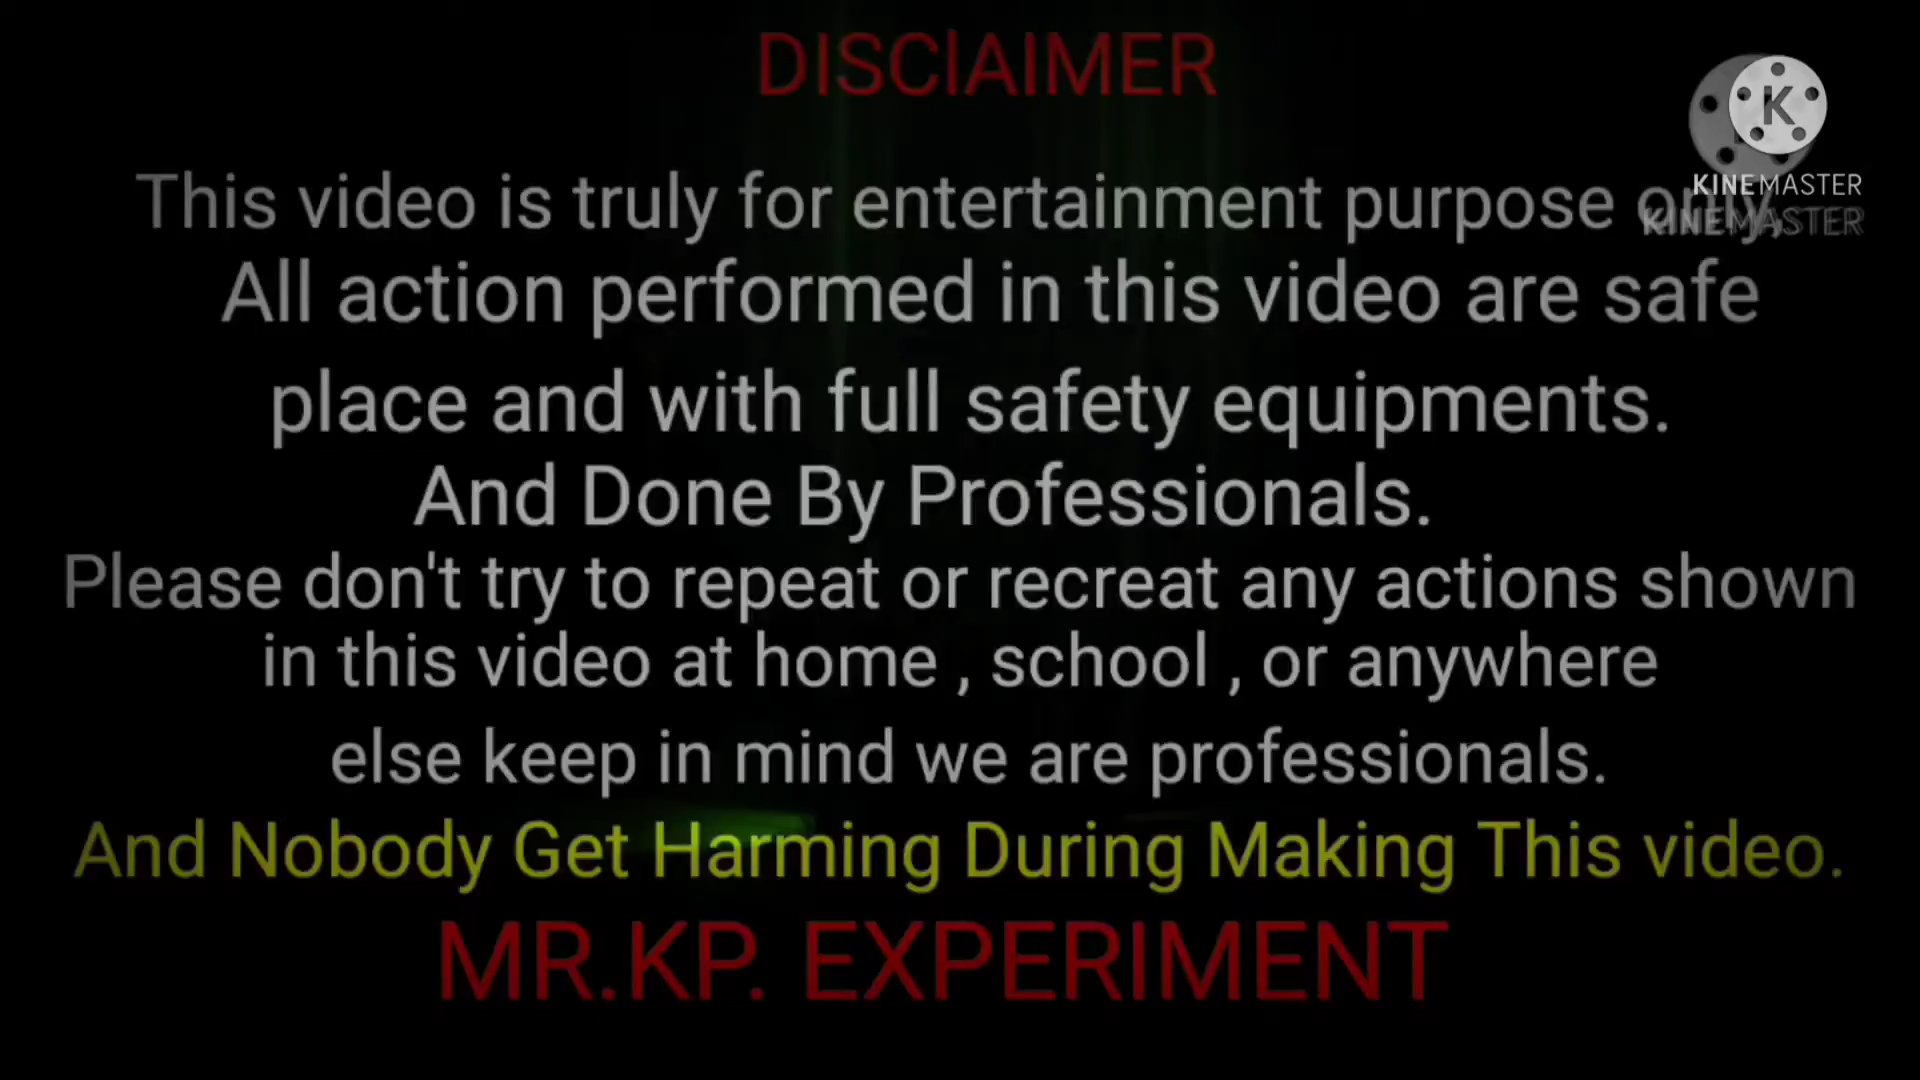 DISClAIMER
This video is truly for entertainment purpose only,
K
KINEMASTER
KINEMASTER
All action performed in this video are safe
place and with full safety equipments.
And Done By Professionals.
Please don't try to repeat or recreat any actions shown
in this video at home , school , or anywhere
else keep in mind we are professionals.
And Nobody Get Harming During Making This video.
MR.KP. EXPERIMENT